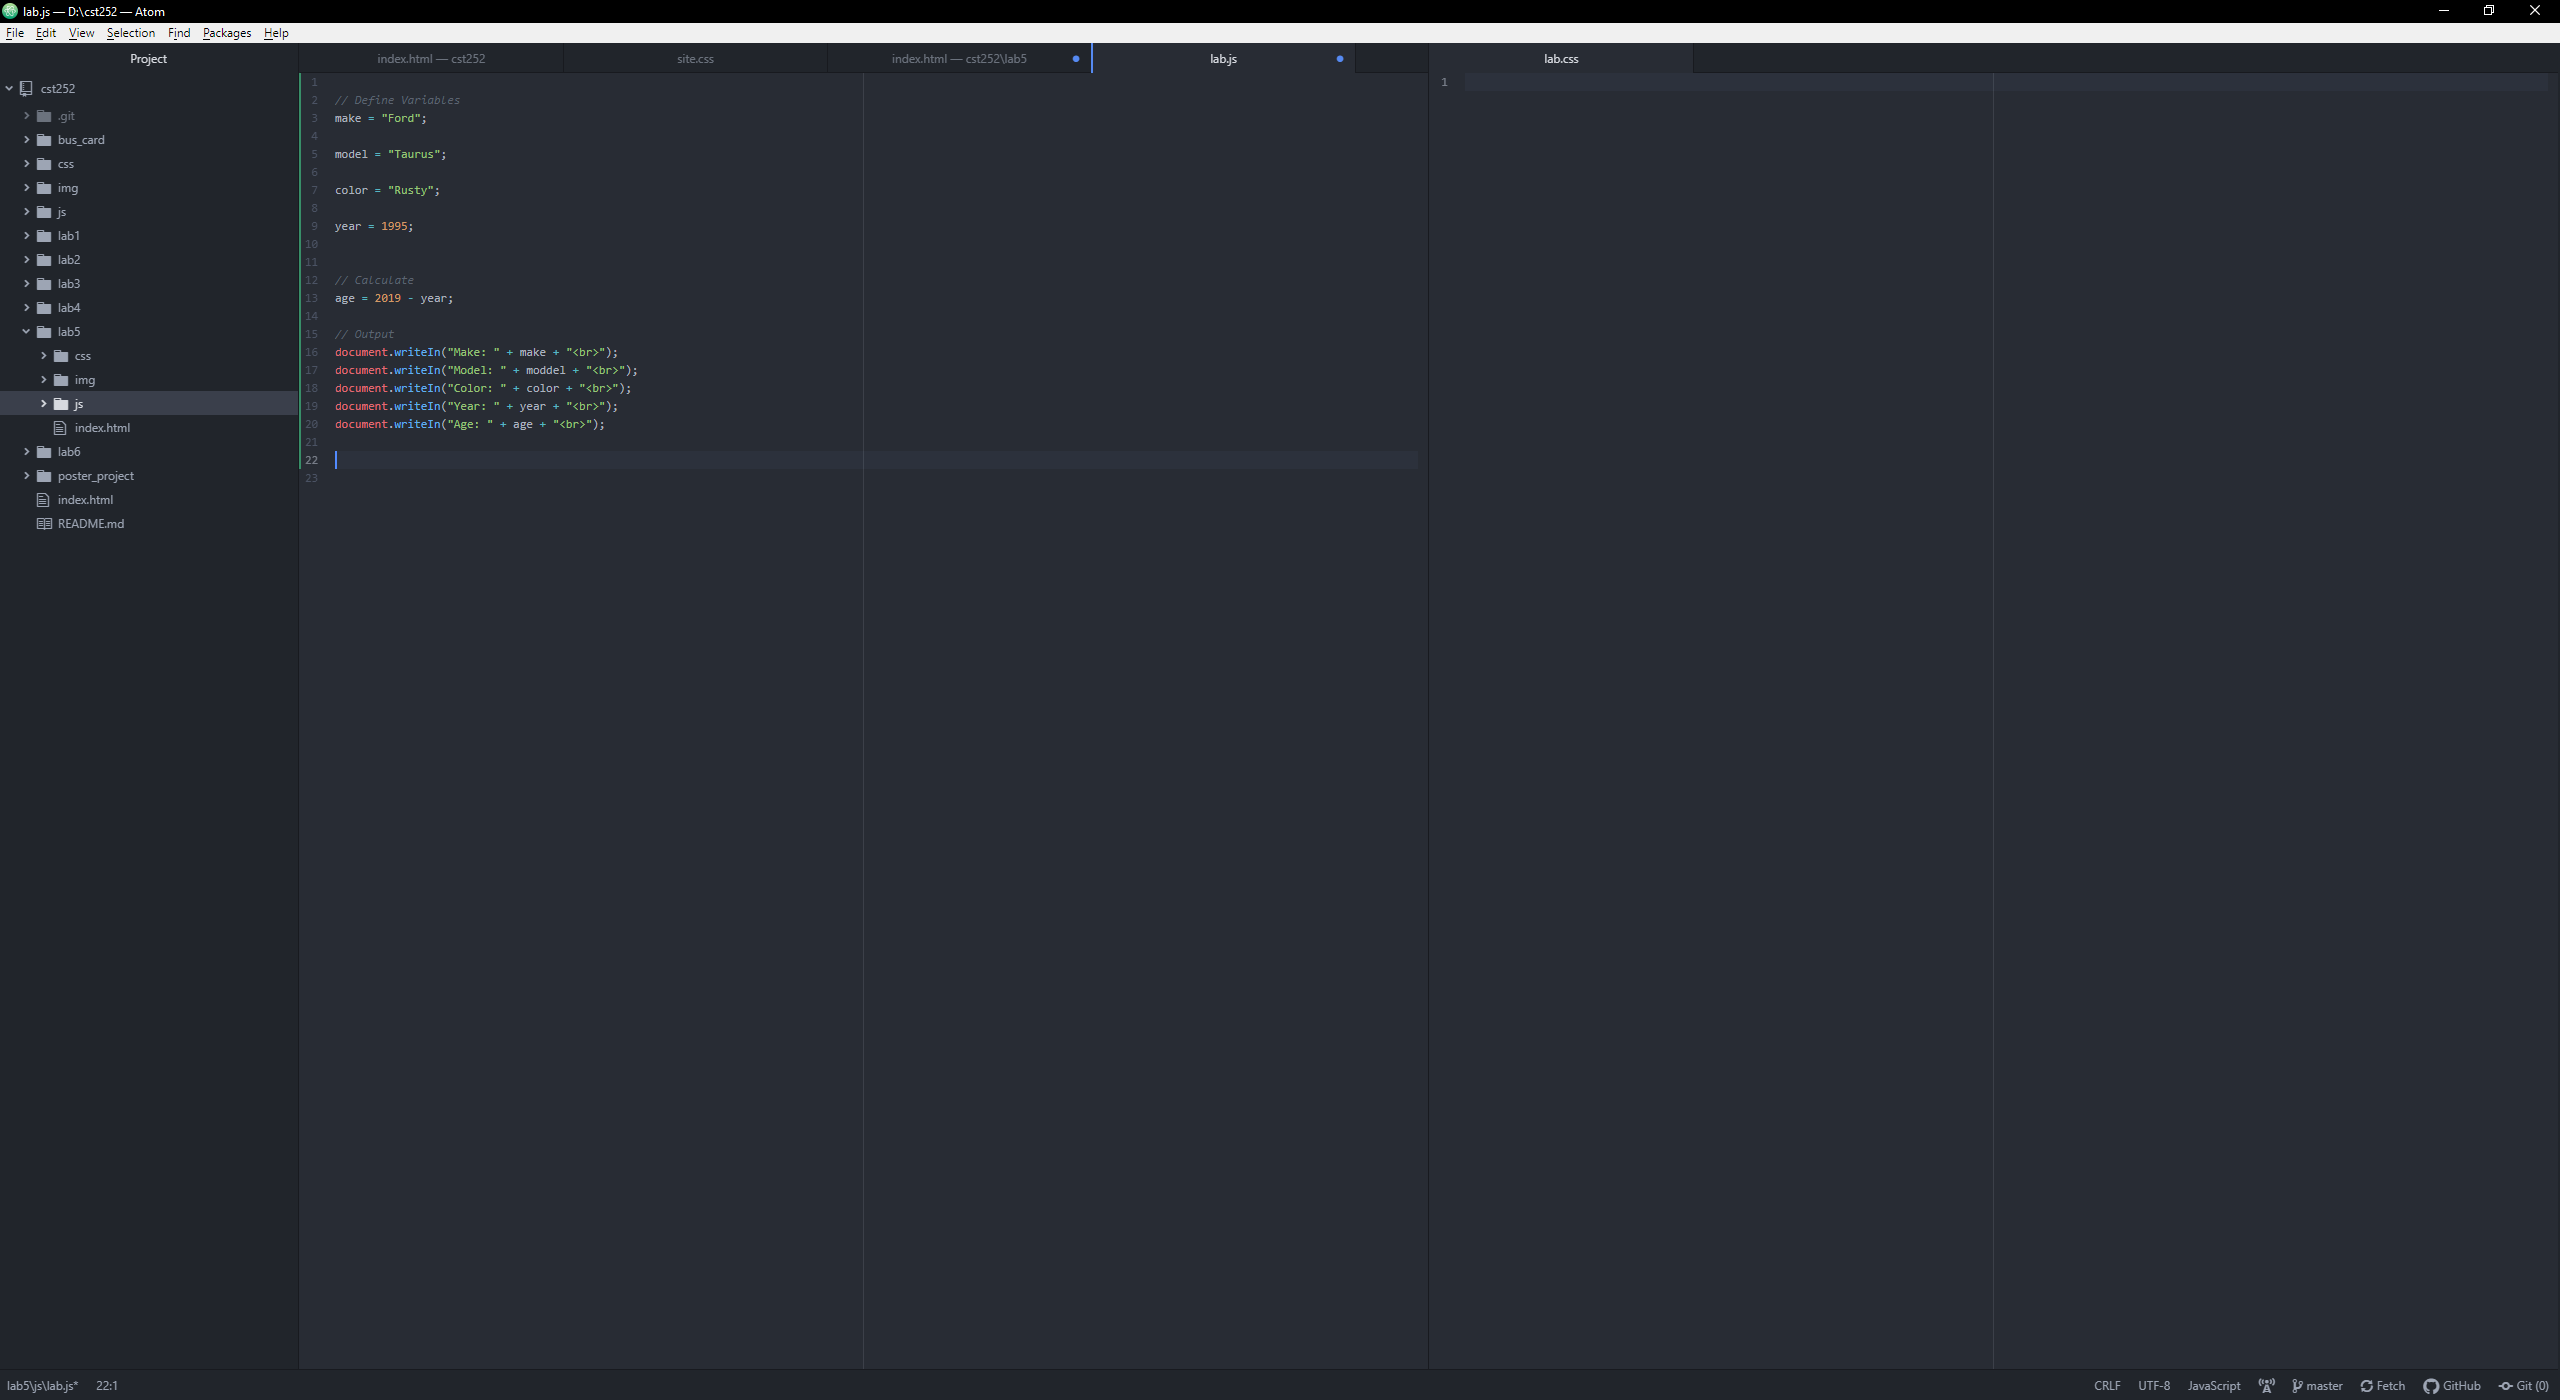 lab.js — D:\cst252 — Atom
File Edit View Selection Find Packages Help
Project
index.html — cst252
site.css
index.html — cst252\lab5
lab.js
lab.css
cst252
.git
bus_card
css
img
js
lab1
lab2
lab3
lab4
lab5
css
img
js
index.html
lab6
poster_project
index.html
README.md
1
2 // Define Variables
3 make = "Ford";
4
5 model = "Taurus";
6
7 color = "Rusty";
8
9 year = 1995;
10
11
12 // Calculate
13 age = 2019 - year;
14
15 // Output
16 document.writeIn("Make: " + make + "<br>");
17 document.writeIn("Model: " + moddel + "<br>");
18 document.writeIn("Color: " + color + "<br>");
19 document.writeIn("Year: " + year + "<br>");
20 document.writeIn("Age: " + age + "<br>");
21
22
23
1
lab5\js\lab.js* 22:1
CRLF UTF-8 JavaScript master Fetch GitHub Git (0)